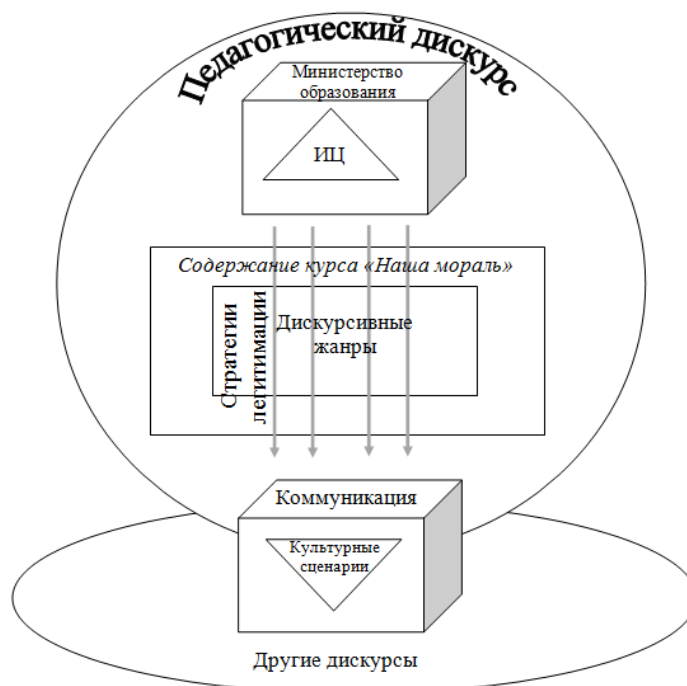 Педагогический дискурс
Министерство
образования
ИЦ
Содержание курса «Наша мораль»
Стратегии
легитимации
Дискурсивные
жанры
Коммуникация
Культурные
сценарии
Другие дискурсы